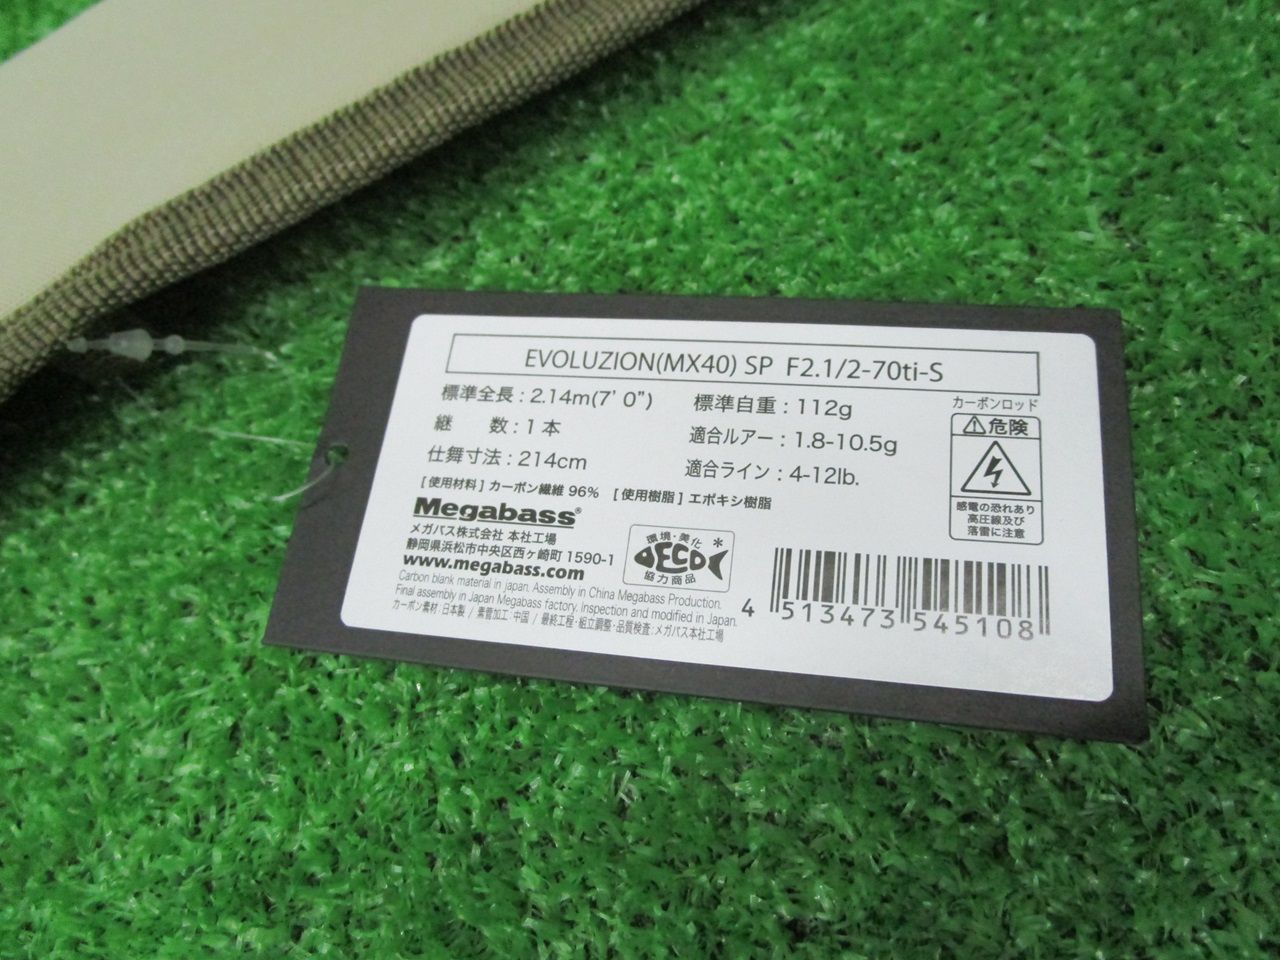 EVOLUZION(MX40) SP F2.1/2-70ti-S
標準全長 : 2.14m(7' 0") 標準自重 : 112g
継 数 : 1 本 適合ルアー : 1.8-10.5g
仕舞寸法 : 214cm 適合ライン : 4-12lb.
[ 使用材料 ] カーボン繊維 96% [ 使用樹脂 ] エポキシ樹脂
カーボンロッド
危険
感電の恐れあり
高圧線及び
落雷に注意
Megabass®
メガバス株式会社 本社工場
静岡県浜松市中央区西ヶ崎町 1590-1
www.megabass.com
環境・美化
ECO
協力商品
Carbon blank material in japan. Assembly in China Megabass Production.
Final assembly in Japan Megabass factory. Inspection and modified in Japan.
カーボン素材 : 日本製 / 素管加工 : 中国 / 最終工程・組立調整・品質検査 : メガバス本社工場
4 513473 545108